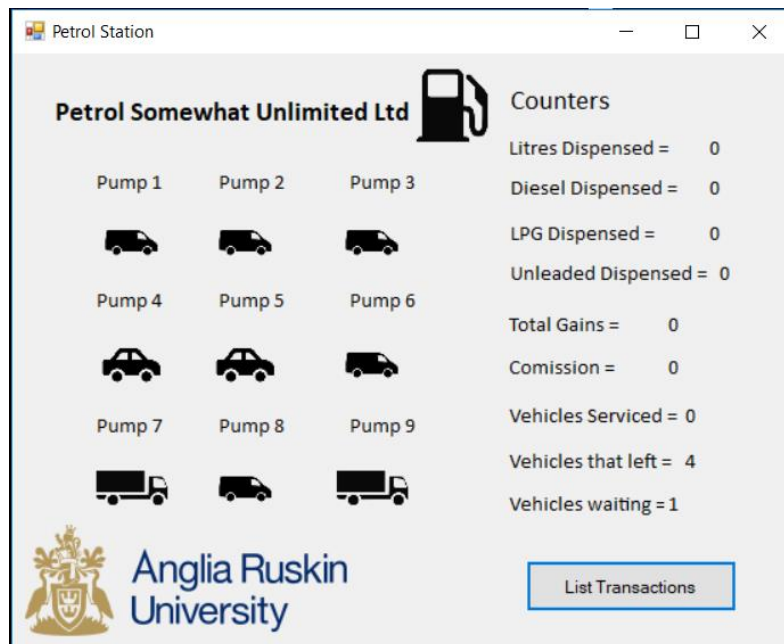 Petrol Station
Petrol Somewhat Unlimited Ltd
Pump 1 Pump 2 Pump 3
Pump 4 Pump 5 Pump 6
Pump 7 Pump 8 Pump 9
Anglia Ruskin
University
Counters
Litres Dispensed = 0
Diesel Dispensed = 0
LPG Dispensed = 0
Unleaded Dispensed = 0
Total Gains = 0
Comission = 0
Vehicles Serviced = 0
Vehicles that left = 4
Vehicles waiting = 1
List Transactions